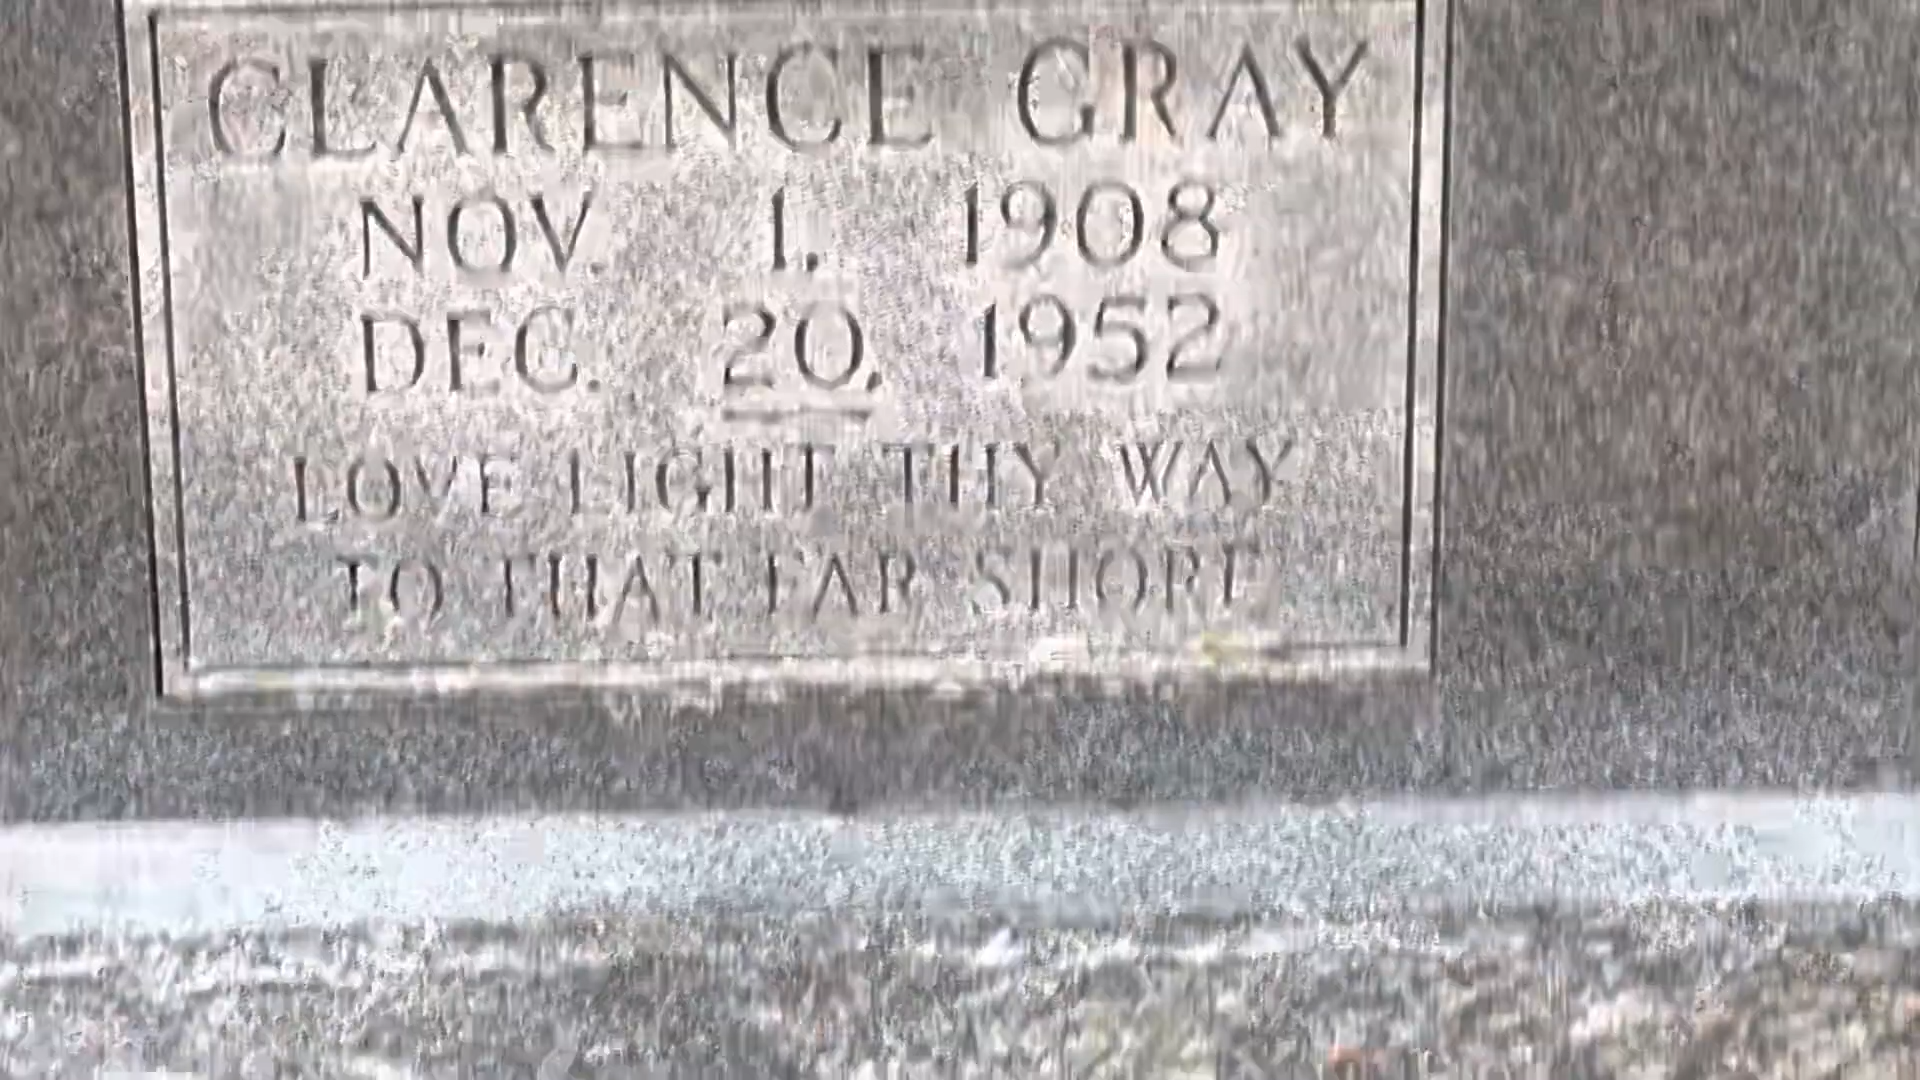 CLARENCE GRAY
NOV. 1, 1908
DEC. 20, 1952
LOVE LIGHT THY WAY
TO THAT FAR SHORE